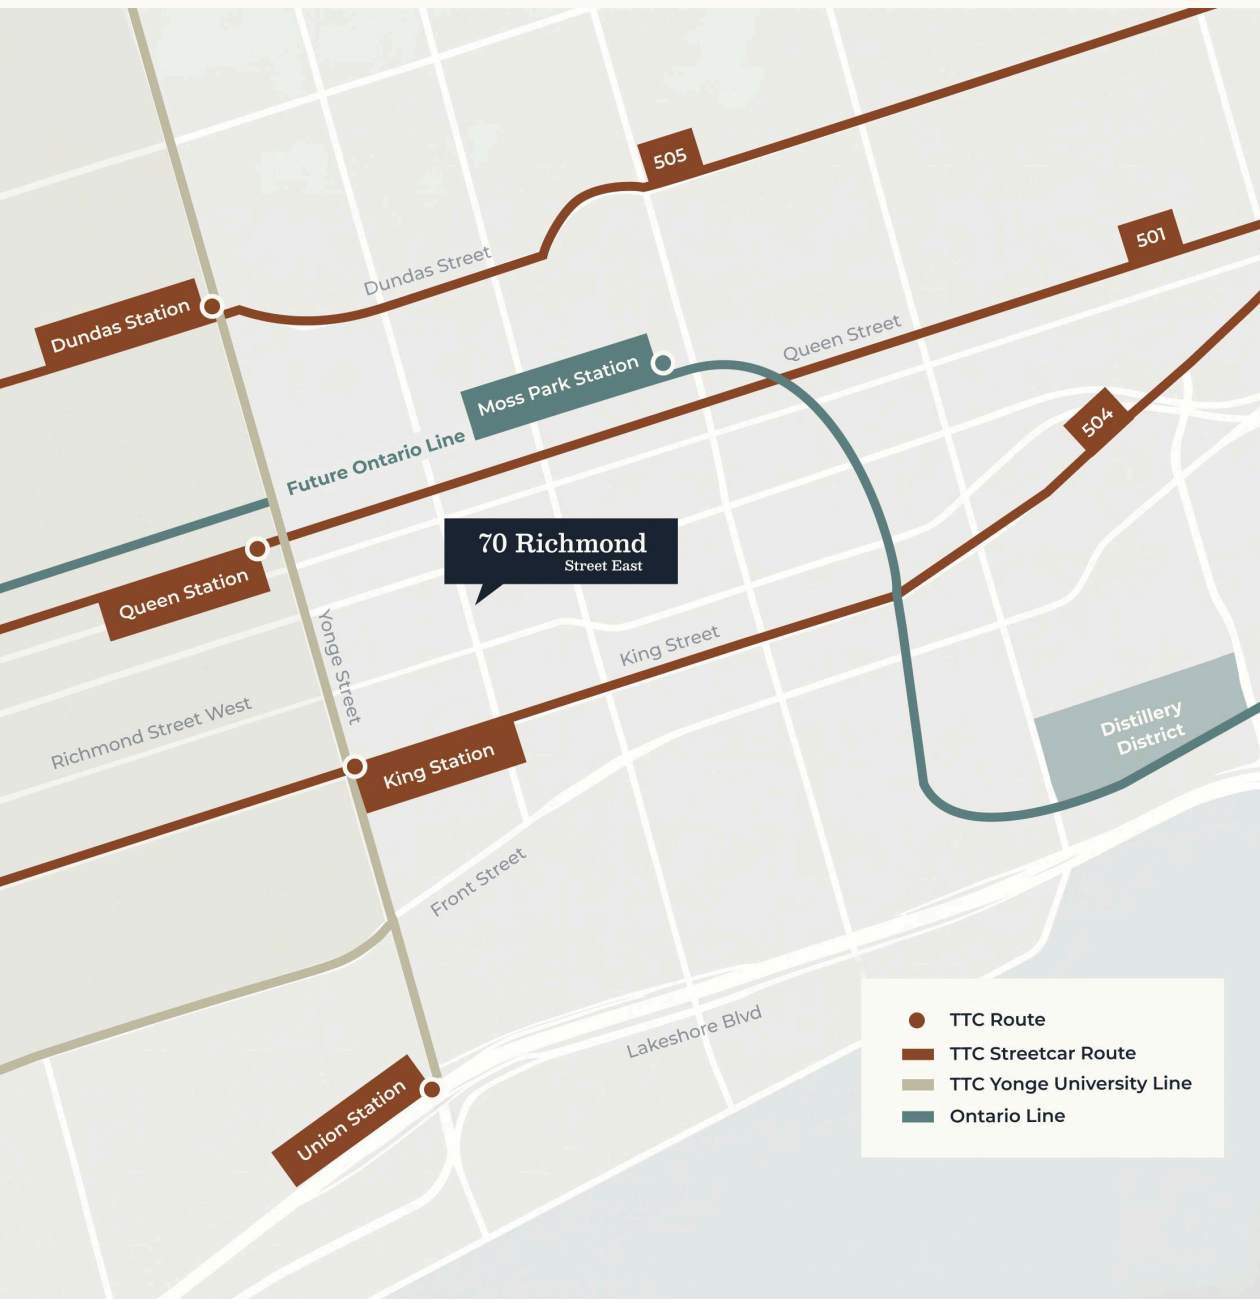 505
501
Dundas Street
Dundas Station
Queen Street
Moss Park Station
504
Future Ontario Line
70 Richmond
Street East
Queen Station
Yonge Street
King Street
Richmond Street West
Distillery
District
King Station
Front Street
Lakeshore Blvd
Union Station
TTC Route
TTC Streetcar Route
TTC Yonge University Line
Ontario Line